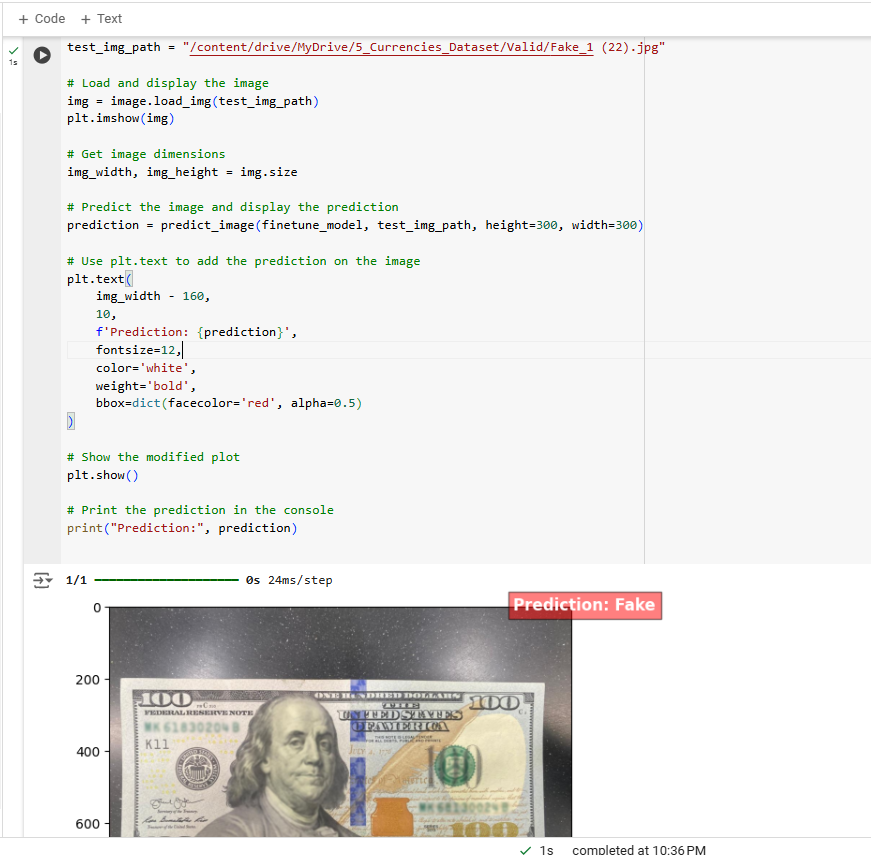 + Code + Text
1s
test_img_path = "/content/drive/MyDrive/5_Currencies_Dataset/Valid/Fake_1 (22).jpg"
# Load and display the image
img = image.load_img(test_img_path)
plt.imshow(img)
# Get image dimensions
img_width, img_height = img.size
# Predict the image and display the prediction
prediction = predict_image(finetune_model, test_img_path, height=300, width=300)
# Use plt.text to add the prediction on the image
plt.text(
img_width - 160,
10,
f'Prediction: {prediction}',
fontsize=12,
color='white',
weight='bold',
bbox=dict(facecolor='red', alpha=0.5)
)
# Show the modified plot
plt.show()
# Print the prediction in the console
print("Prediction:", prediction)
1/1 0s 24ms/step
Prediction: Fake
0
200
400
600
100
ONE HUNDRED DOLLARS
100
FEDERAL RESERVE NOTE
THE
UNITED STATES
OF AMERICA
K11
100
100
1s completed at 10:36 PM